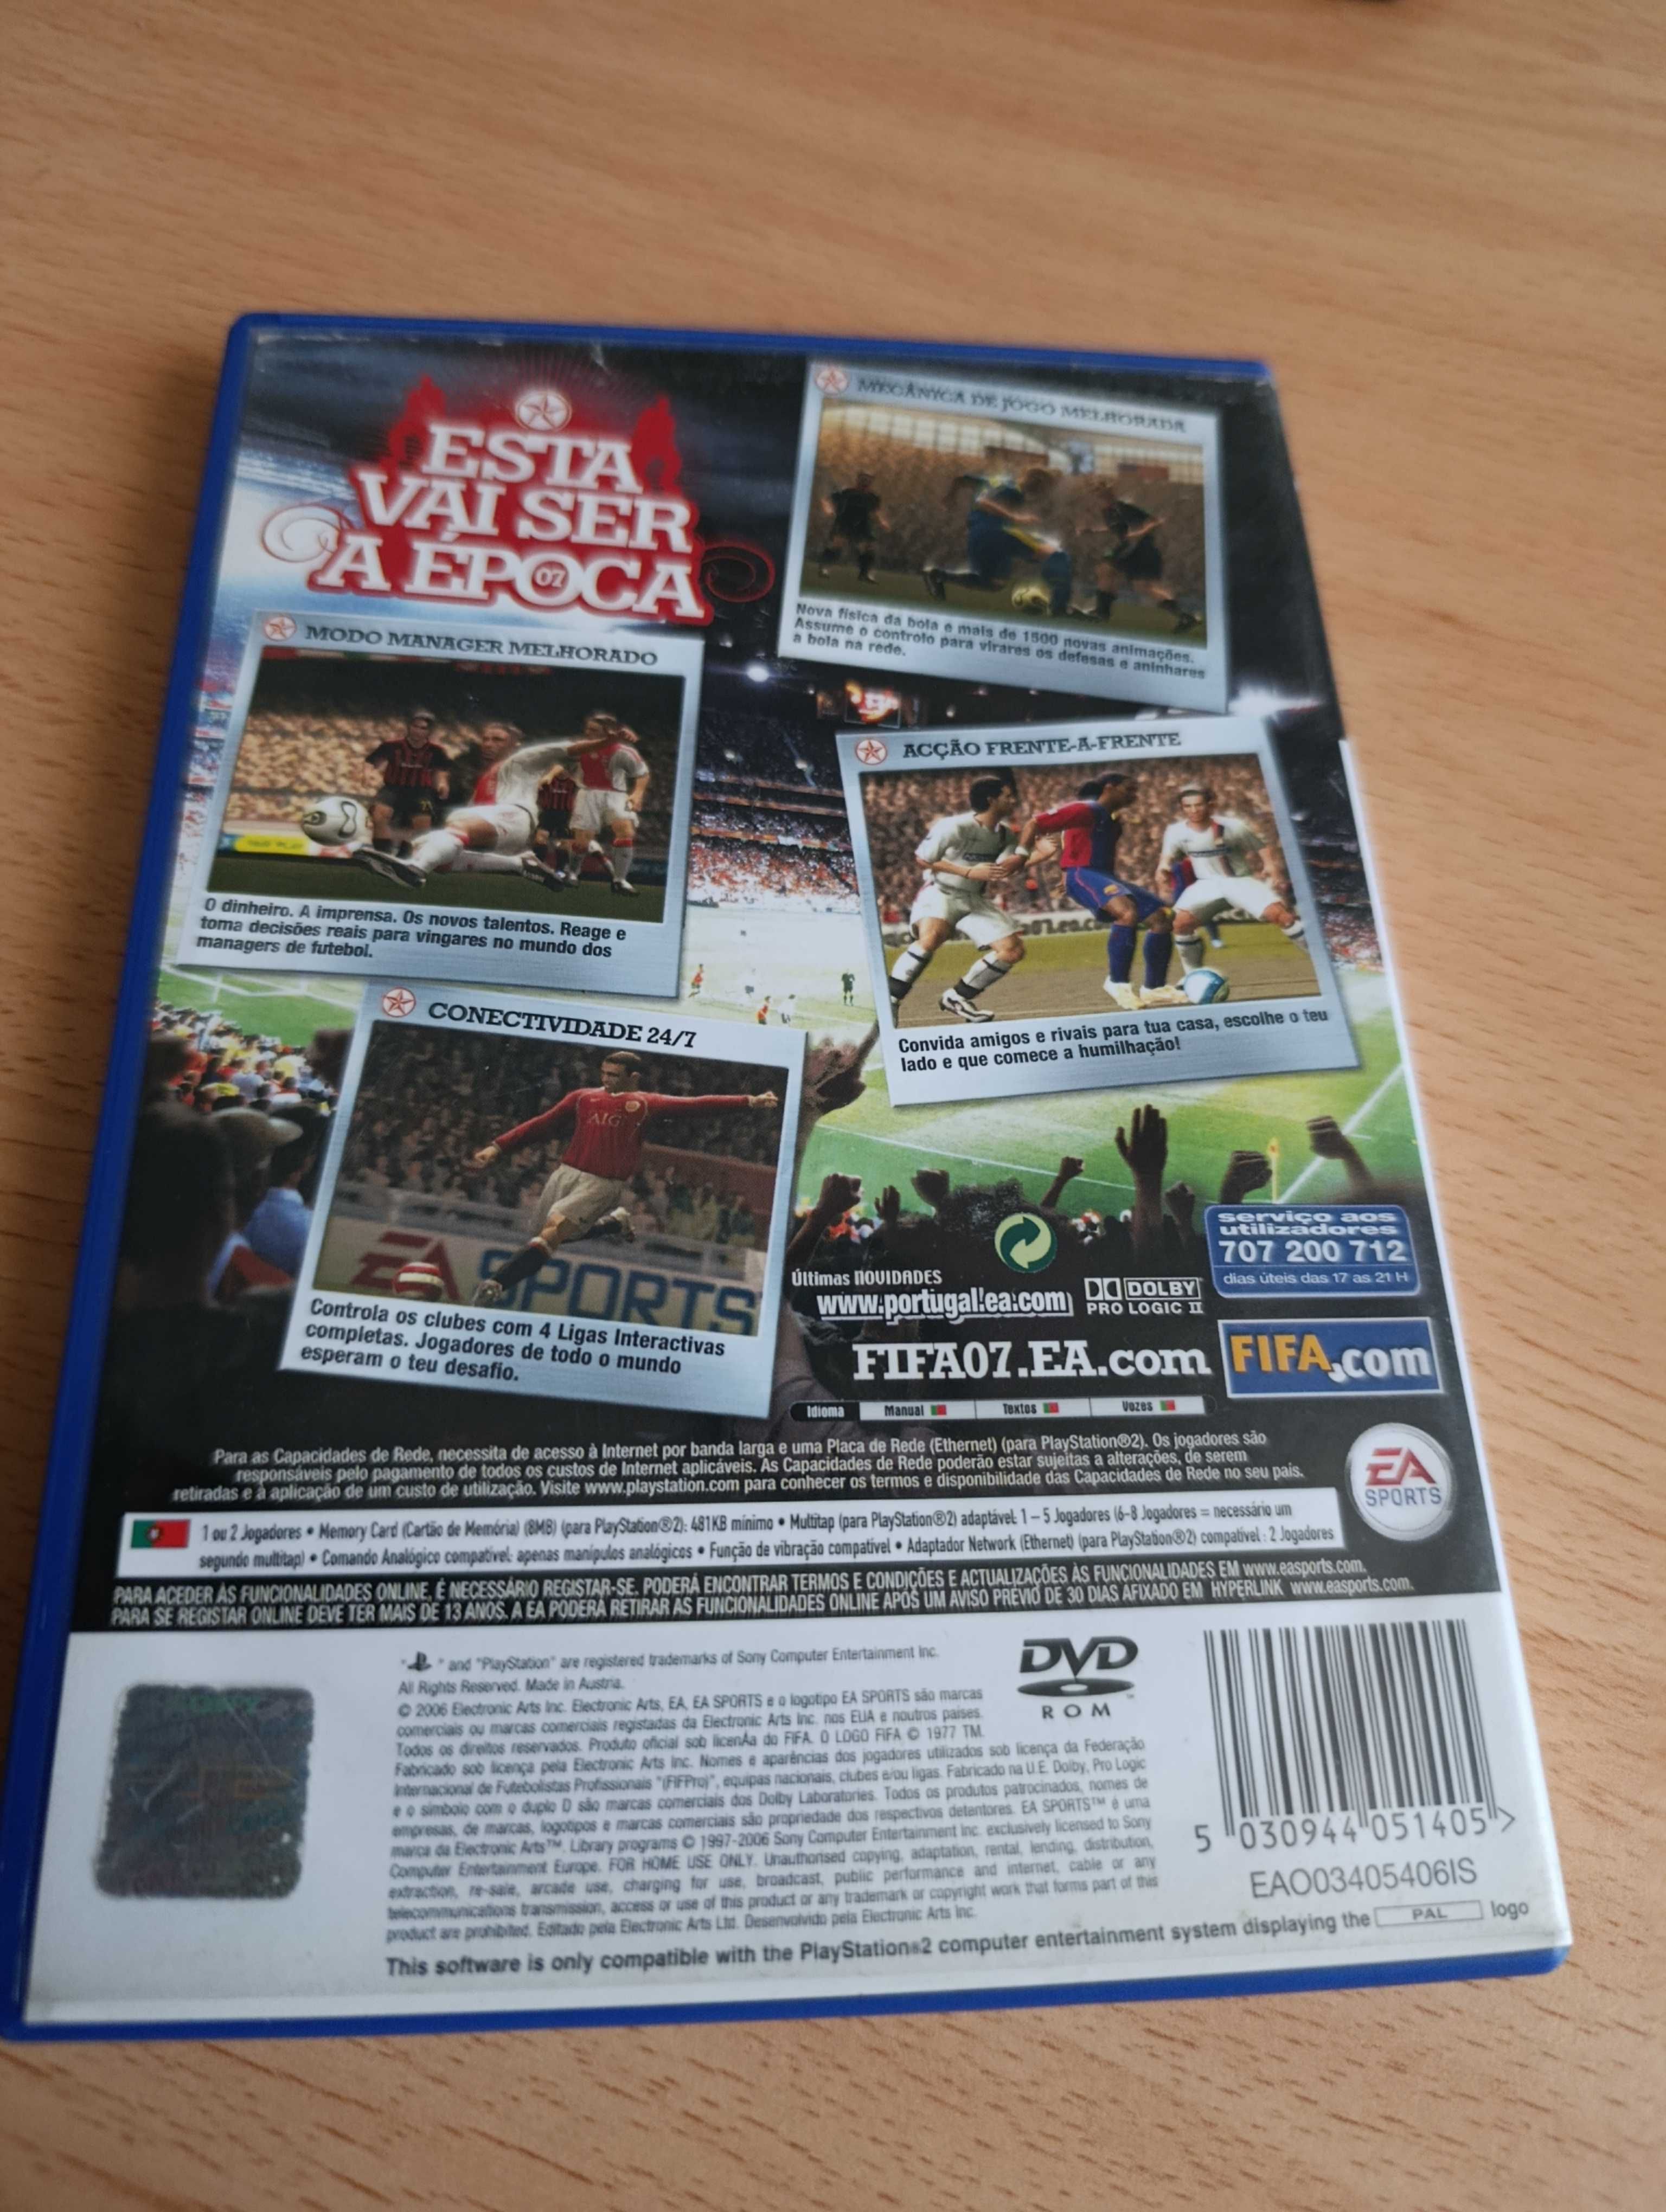 ESTA
VAI SER
A ÉPOCA
07
MECÂNICA DE JOGO MELHORADA
Nova física da bola e mais de 1500 novas animações.
Assume o controlo para virares os defesas e aninhares
a bola na rede.
MODO MANAGER MELHORADO
O dinheiro. A imprensa. Os novos talentos. Reage e
toma decisões reais para vingares no mundo dos
managers de futebol.
ACÇÃO FRENTE-A-FRENTE
Convida amigos e rivais para tua casa, escolhe o teu
lado e que comece a humilhação!
CONECTIVIDADE 24/7
AIG
EA SPORTS
Controla os clubes com 4 Ligas Interactivas
completas. Jogadores de todo o mundo
esperam o teu desafio.
serviço aos
utilizadores
707 200 712
dias úteis das 17 as 21 H
Últimas NOVIDADES
www.portugal.ea.com
DOLBY
PRO LOGIC II
FIFA07.EA.com
FIFA.com
Idioma Manual Textos Vozes
Para as Capacidades de Rede, necessita de acesso à Internet por banda larga e uma Placa de Rede (Ethernet) (para PlayStation®2). Os jogadores são
responsáveis pelo pagamento de todos os custos de Internet aplicáveis. As Capacidades de Rede poderão estar sujeitas a alterações, de serem
retiradas e à aplicação de um custo de utilização. Visite www.playstation.com para conhecer os termos e disponibilidade das Capacidades de Rede no seu país.
EA
SPORTS
1 ou 2 Jogadores • Memory Card (Cartão de Memória) (8MB) (para PlayStation®2): 481KB mínimo • Multitap (para PlayStation®2) adaptável: 1 – 5 Jogadores (6-8 Jogadores = necessário um
segundo multitap) • Comando Analógico compatível: apenas manípulos analógicos • Função de vibração compatível • Adaptador Network (Ethernet) (para PlayStation®2) compatível : 2 Jogadores
PARA ACEDER ÀS FUNCIONALIDADES ONLINE, É NECESSÁRIO REGISTAR-SE. PODERÁ ENCONTRAR TERMOS E CONDIÇÕES E ACTUALIZAÇÕES ÀS FUNCIONALIDADES EM www.easports.com.
PARA SE REGISTAR ONLINE DEVE TER MAIS DE 13 ANOS. A EA PODERÁ RETIRAR AS FUNCIONALIDADES ONLINE APÓS UM AVISO PRÉVIO DE 30 DIAS AFIXADO EM HYPERLINK www.easports.com.
" " and "PlayStation" are registered trademarks of Sony Computer Entertainment Inc.
All Rights Reserved. Made in Austria.
© 2006 Electronic Arts Inc. Electronic Arts, EA, EA SPORTS e o logotipo EA SPORTS são marcas
comerciais ou marcas comerciais registadas da Electronic Arts Inc. nos EUA e noutros países.
Todos os direitos reservados. Produto oficial sob licenÁa do FIFA. O LOGO FIFA © 1977 TM.
Fabricado sob licença pela Electronic Arts Inc. Nomes e aparências dos jogadores utilizados sob licença da Federação
Internacional de Futebolistas Profissionais "(FIFPro)", equipas nacionais, clubes e/ou ligas. Fabricado na U.E. Dolby, Pro Logic
e o símbolo com o duplo D são marcas comerciais dos Dolby Laboratories. Todos os produtos patrocinados, nomes de
empresas, de marcas, logotipos e marcas comerciais são propriedade dos respectivos detentores. EA SPORTS™ é uma
marca da Electronic Arts™. Library programs © 1997-2006 Sony Computer Entertainment Inc. exclusively licensed to Sony
Computer Entertainment Europe. FOR HOME USE ONLY. Unauthorised copying, adaptation, rental, lending, distribution,
extraction, re-sale, arcade use, charging for use, broadcast, public performance and internet, cable or any
telecommunications transmission, access or use of this product or any trademark or copyright work that forms part of this
product are prohibited. Editado pela Electronic Arts Ltd. Desenvolvido pela Electronic Arts Inc.
DVD
ROM
5 030944 051405 >
EAO03405406IS
This software is only compatible with the PlayStation®2 computer entertainment system displaying the PAL logo